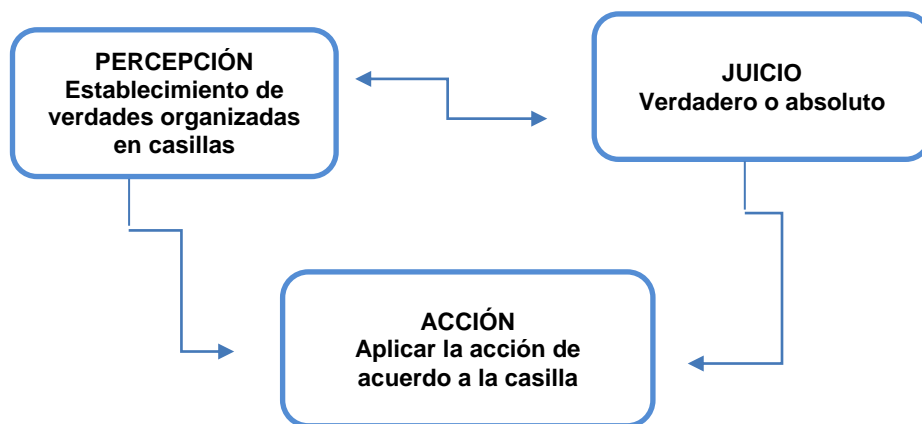 PERCEPCIÓN
Establecimiento de
verdades organizadas
en casillas
JUICIO
Verdadero o absoluto
ACCIÓN
Aplicar la acción de
acuerdo a la casilla